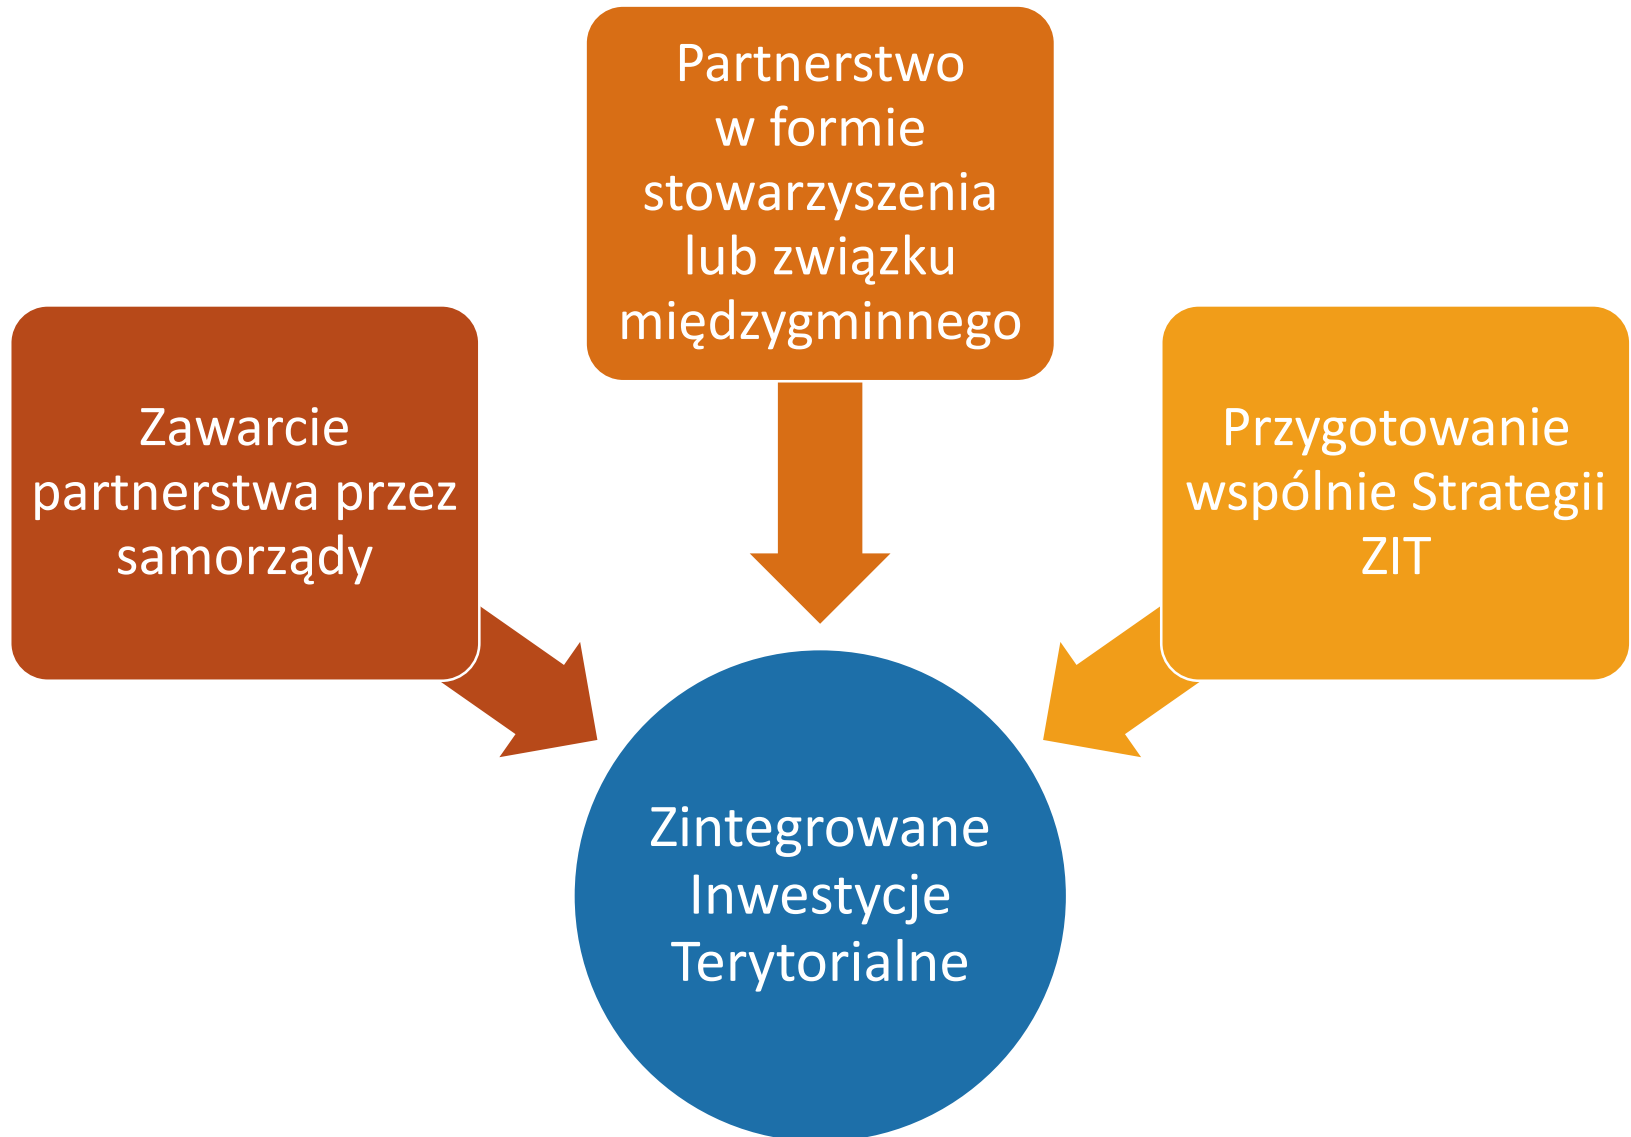 Partnerstwo
w formie
stowarzyszenia
lub związku
międzygminnego
Zawarcie
partnerstwa przez
samorządy
Przygotowanie
wspólnie Strategii
ZIT
Zintegrowane
Inwestycje
Terytorialne